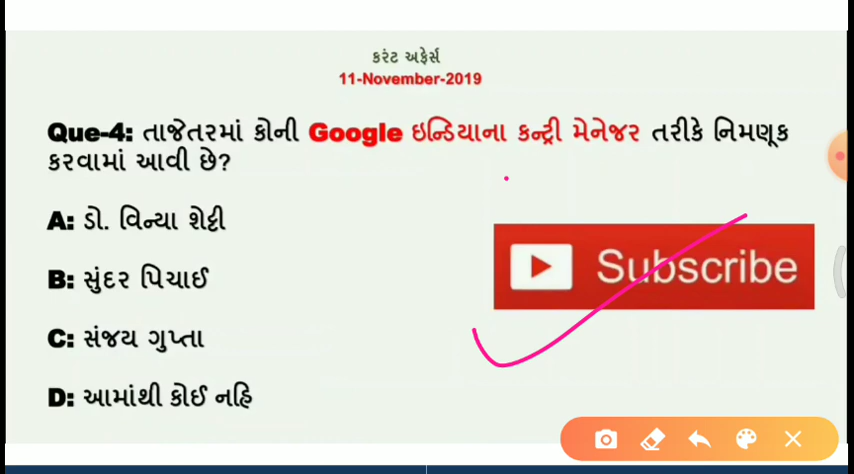 કરંટ અફેર્સ
11-November-2019
Que-4: તાજેતરમાં કોની Google ઇન્ડિયાના કન્ટ્રી મેનેજર તરીકે નિમણૂક
કરવામાં આવી છે?
A: ડો. વિન્યા શેટ્ટી
B: સુંદર પિચાઈ
Subscribe
C: સંજય ગુપ્તા
D: આમાંથી કોઈ નહિ